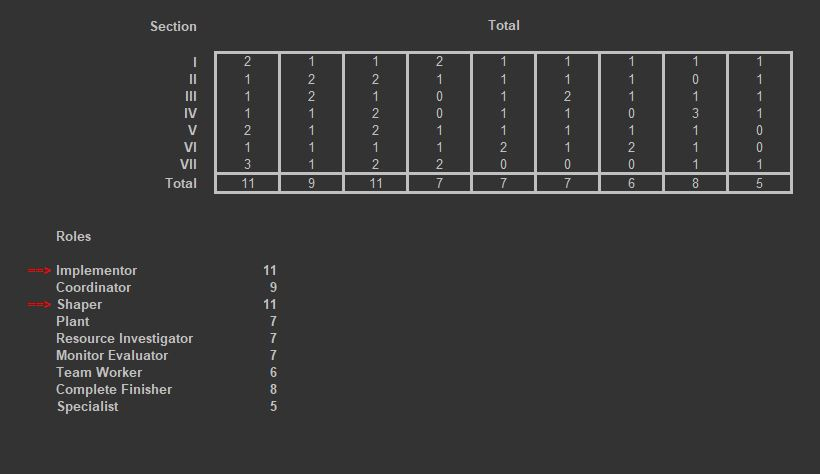 Section Total
I 2 1 1 2 1 1 1 1 1
II 1 2 2 1 1 1 1 0 1
III 1 2 1 0 1 2 1 1 1
IV 1 1 2 0 1 1 0 3 1
V 2 1 2 1 1 1 1 1 0
VI 1 1 1 1 2 1 2 1 0
VII 3 1 2 2 0 0 0 1 1
Total 11 9 11 7 7 7 6 8 5
Roles
==> Implementor 11
Coordinator 9
==> Shaper 11
Plant 7
Resource Investigator 7
Monitor Evaluator 7
Team Worker 6
Complete Finisher 8
Specialist 5